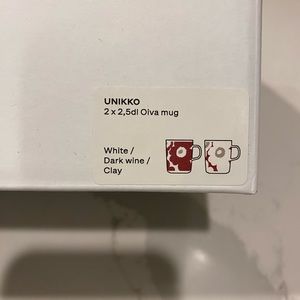 UNIKKO
2 x 2,5dl Oiva mug
White /
Dark wine /
Clay